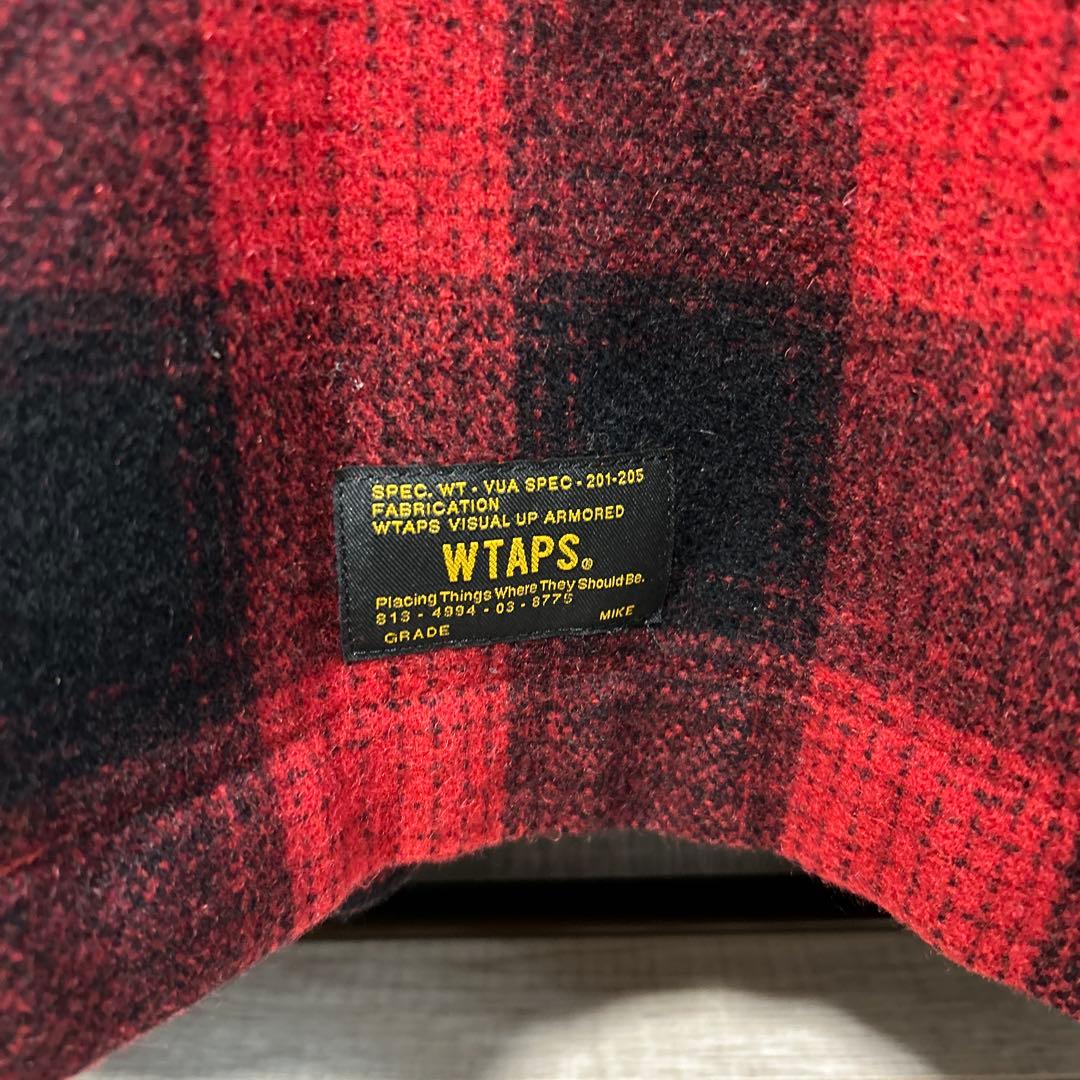 SPEC. WT - VUA SPEC - 201-205
FABRICATION
WTAPS VISUAL UP ARMORED
WTAPS®
Placing Things Where They Should Be.
813 - 4994 - 03 - 8775
GRADE MIKE